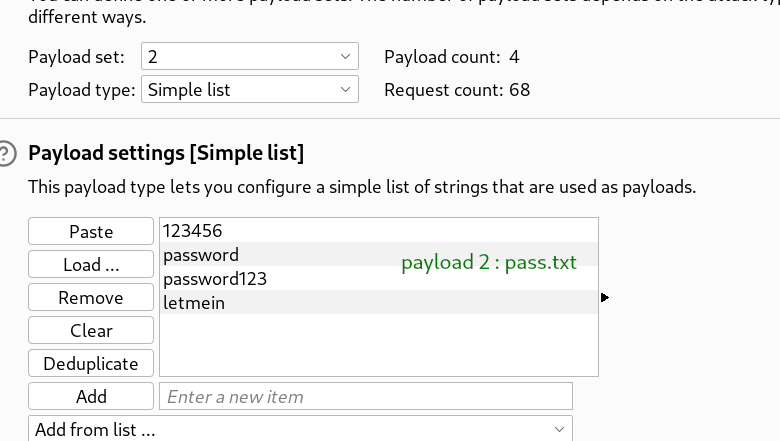 different ways.
Payload set: 2 Payload count: 4
Payload type: Simple list Request count: 68
Payload settings [Simple list]
This payload type lets you configure a simple list of strings that are used as payloads.
Paste 123456
password
Load ... payload 2 : pass.txt
password123
Remove letmein
Clear
Deduplicate
Add Enter a new item
Add from list ...